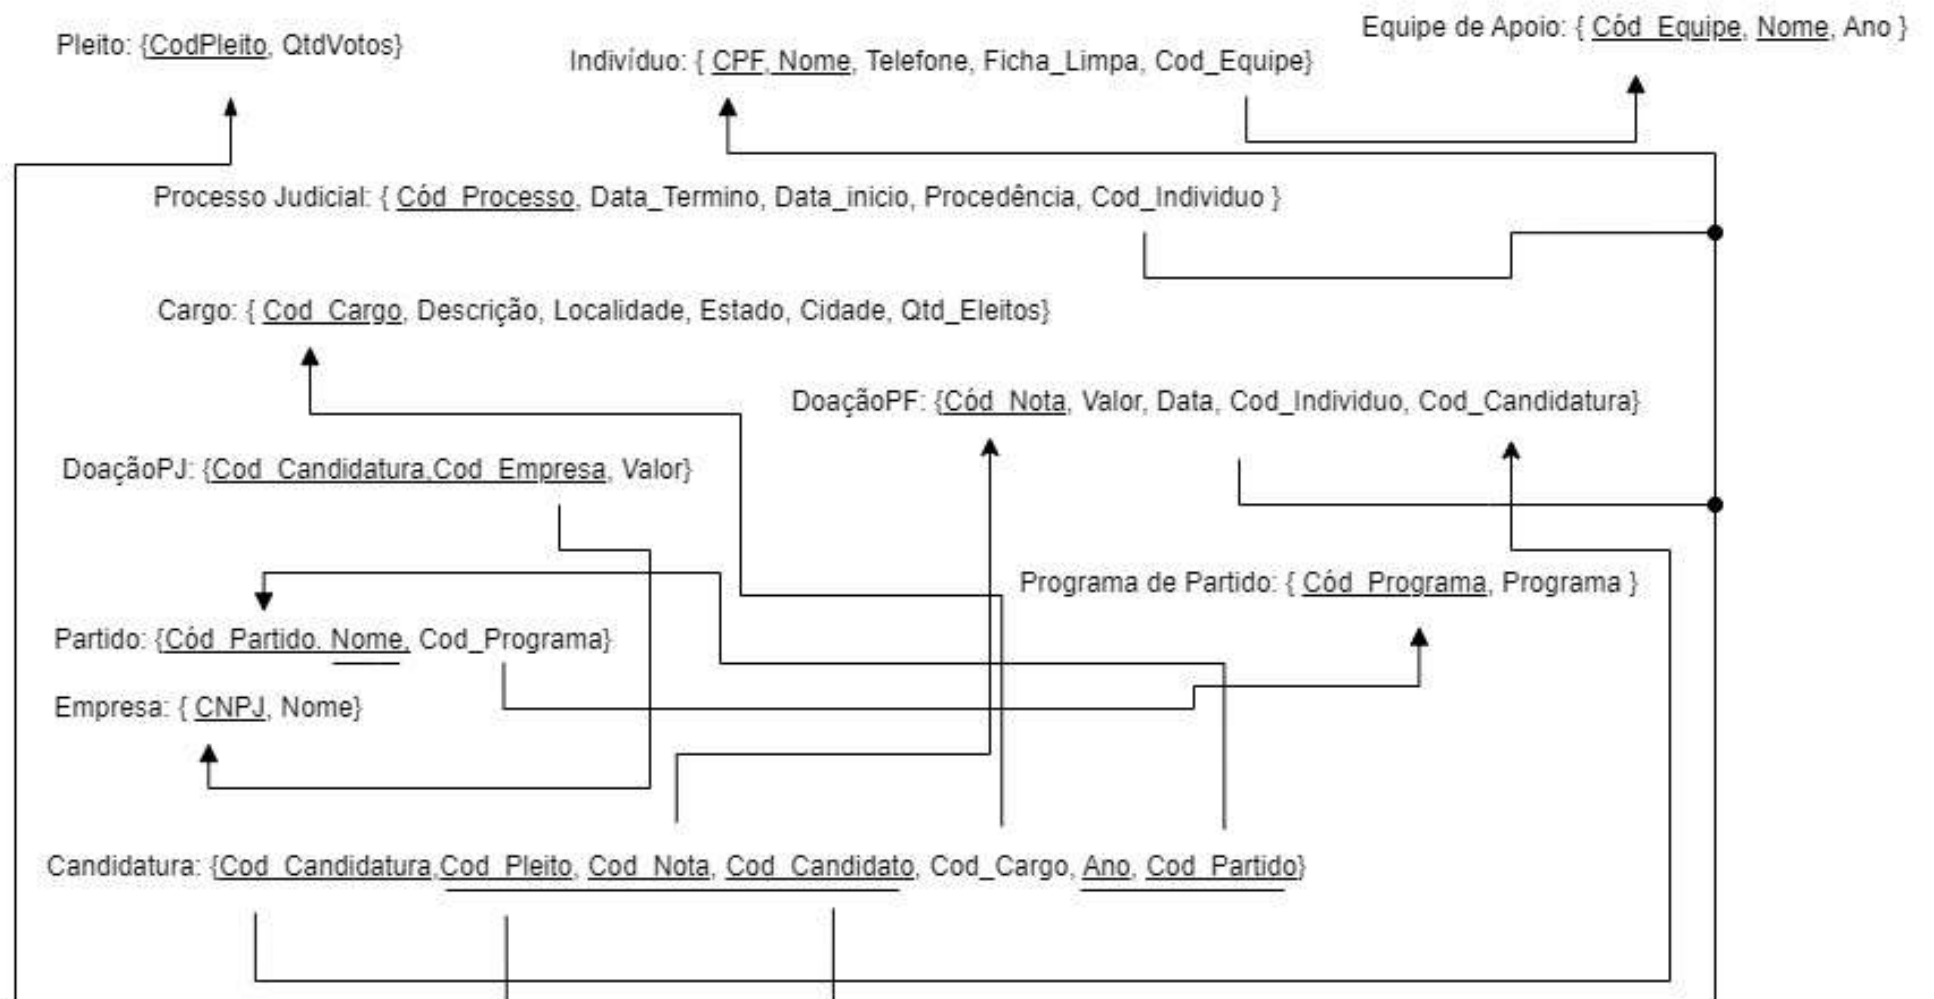 Pleito: {CodPleito, QtdVotos}
Indivíduo: { CPF, Nome, Telefone, Ficha_Limpa, Cod_Equipe}
Equipe de Apoio: { Cód_Equipe, Nome, Ano }
Processo Judicial: { Cód_Processo, Data_Termino, Data_inicio, Procedência, Cod_Individuo }
Cargo: { Cod_Cargo, Descrição, Localidade, Estado, Cidade, Qtd_Eleitos}
DoaçãoPF: {Cód_Nota, Valor, Data, Cod_Individuo, Cod_Candidatura}
DoaçãoPJ: {Cod_Candidatura,Cod_Empresa, Valor}
Programa de Partido: { Cód_Programa, Programa }
Partido: {Cód_Partido. Nome, Cod_Programa}
Empresa: { CNPJ, Nome}
Candidatura: {Cod_Candidatura,Cod_Pleito, Cod_Nota, Cod_Candidato, Cod_Cargo, Ano, Cod_Partido}